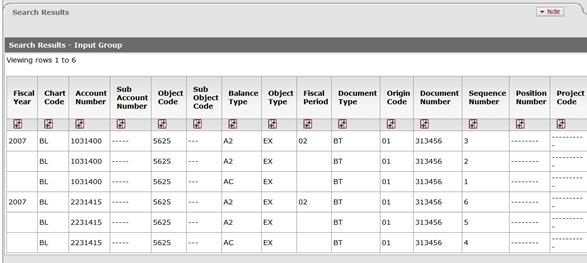 Search Results
hide
Search Results - Input Group
Viewing rows 1 to 6
Fiscal Year Chart Code Account Number Sub Account Number Object Code Sub Object Code Balance Type Object Type Fiscal Period Document Type Origin Code Document Number Sequence Number Position Number Project Code
2007 BL 1031400 ----- 5625 --- A2 EX 02 BT 01 313456 3 -------- ----------
BL 1031400 ----- 5625 --- A2 EX BT 01 313456 2 -------- ----------
BL 1031400 ----- 5625 --- AC EX BT 01 313456 1 -------- ----------
2007 BL 2231415 ----- 5625 --- A2 EX 02 BT 01 313456 6 -------- ----------
BL 2231415 ----- 5625 --- A2 EX BT 01 313456 5 -------- ----------
BL 2231415 ----- 5625 --- AC EX BT 01 313456 4 -------- ----------